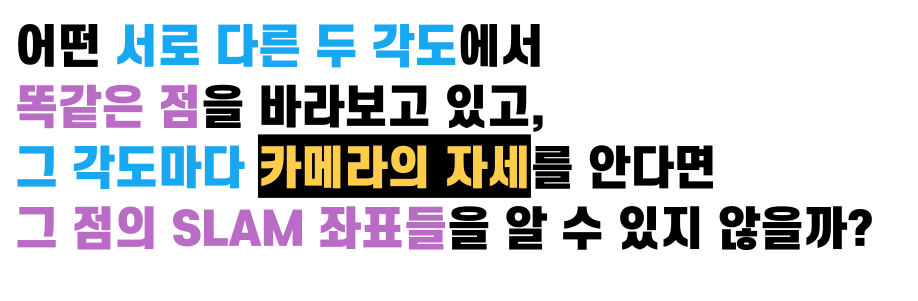 어떤 서로 다른 두 각도에서
똑같은 점을 바라보고 있고,
그 각도마다 카메라의 자세를 안다면
그 점의 SLAM 좌표들을 알 수 있지 않을까?